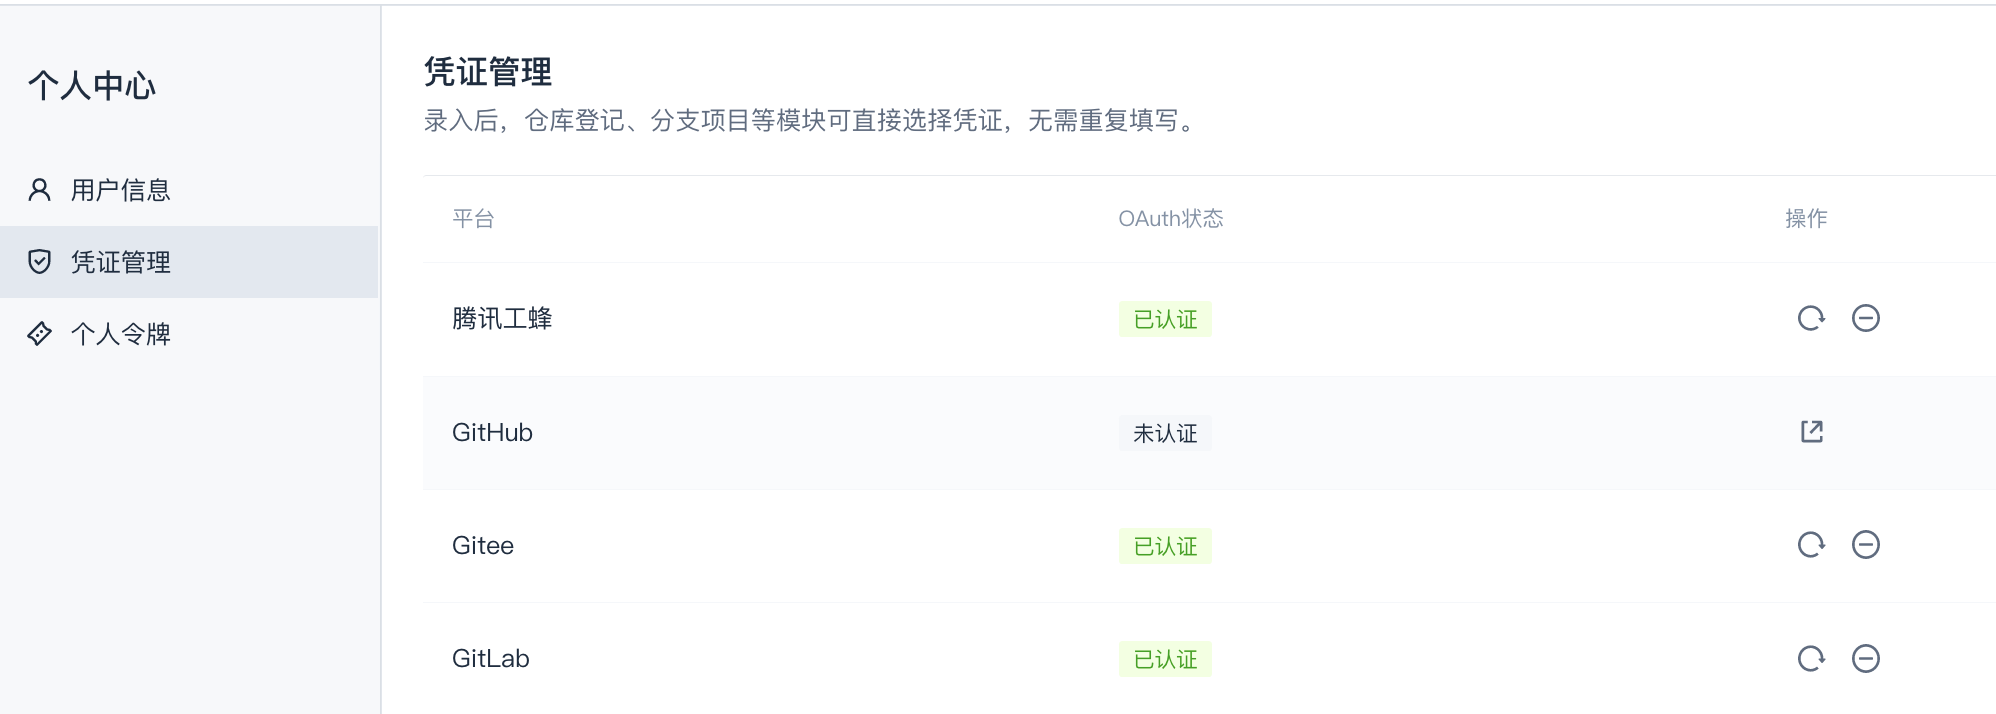 个人中心
用户信息
凭证管理
个人令牌
凭证管理
录入后，仓库登记、分支项目等模块可直接选择凭证，无需重复填写。
平台 OAuth状态 操作
腾讯工蜂 已认证
GitHub 未认证
Gitee 已认证
GitLab 已认证